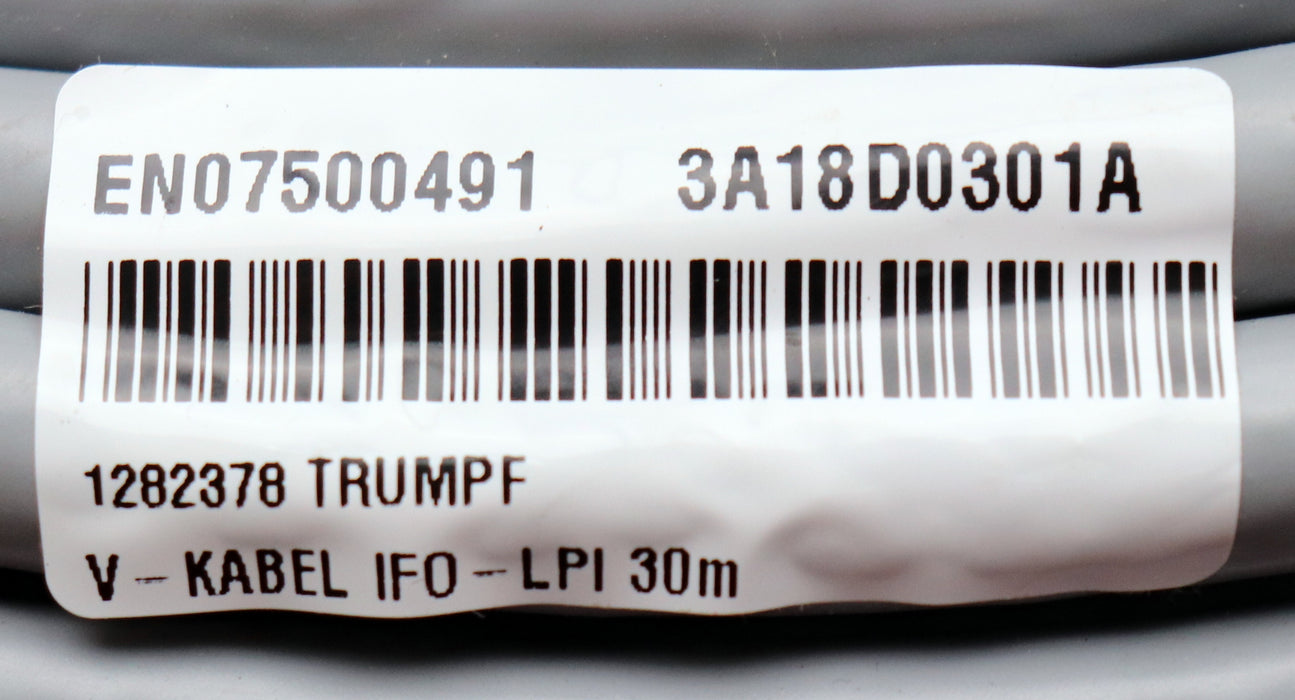 EN07500491 3A18D0301A
1282378 TRUMPF
V - KABEL IFO - LPI 30m